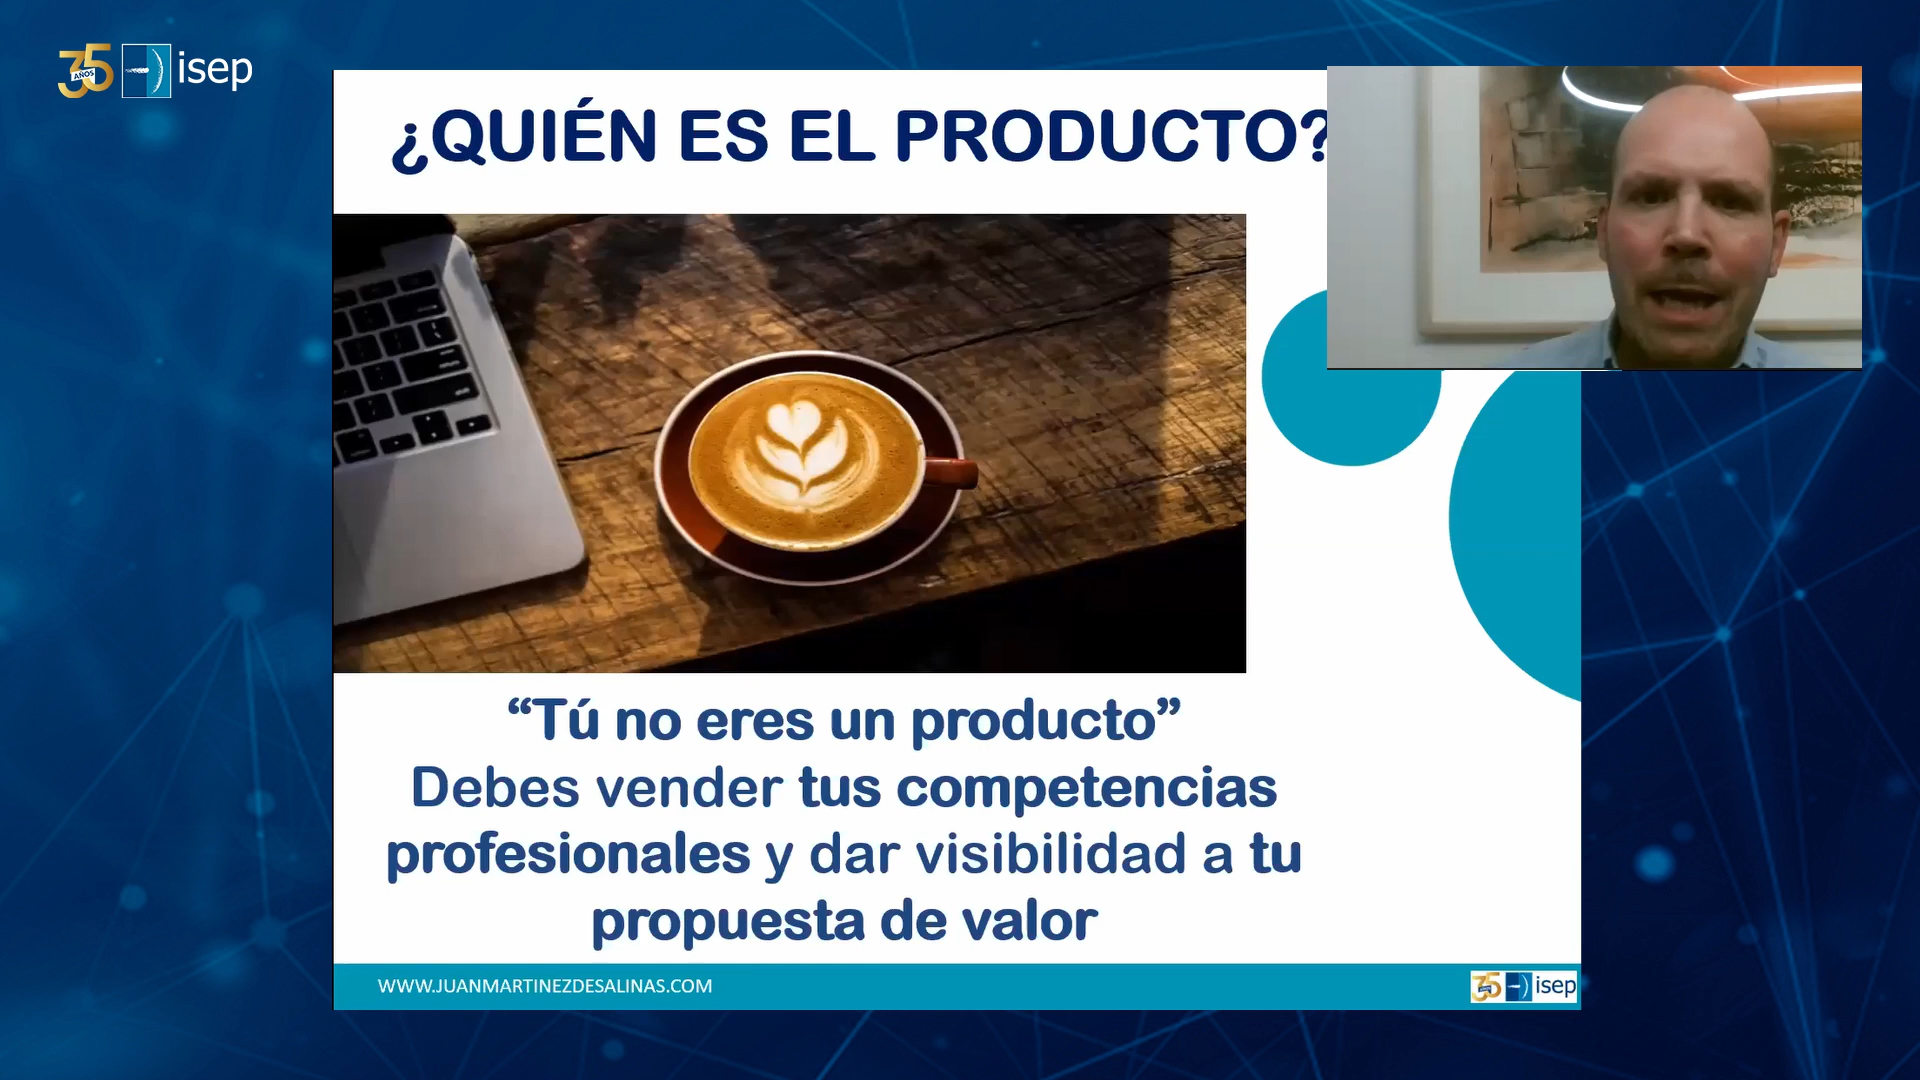 35
AÑOS
isep
¿QUIÉN ES EL PRODUCTO?
“Tú no eres un producto”
Debes vender tus competencias
profesionales y dar visibilidad a tu
propuesta de valor
WWW.JUANMARTINEZDESALINAS.COM
35
isep